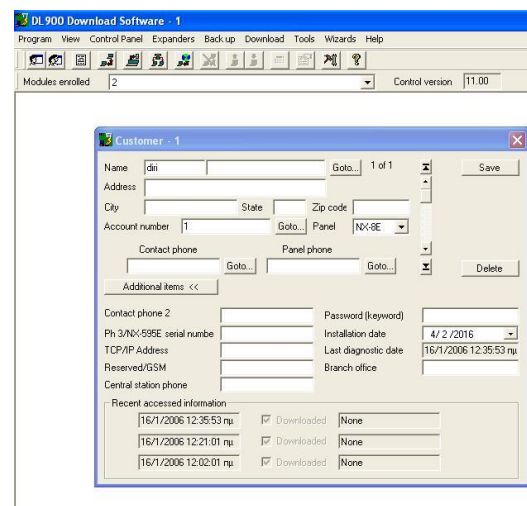 DL900 Download Software - 1
Program View Control Panel Expanders Back up Download Tools Wizards Help
Modules enrolled 2 Control version 11.00
Customer - 1
Name diri Goto... 1 of 1 Save
Address
City State Zip code
Account number 1 Goto... Panel NX-8E
Contact phone Panel phone
Goto... Goto... Delete
Additional items <<
Contact phone 2 Password (keyword)
Ph 3/NX-595E serial numbe Installation date 4/ 2 /2016
TCP/IP Address Last diagnostic date 16/1/2006 12:35:53 πμ
Reserved/GSM Branch office
Central station phone
Recent accessed information
16/1/2006 12:35:53 πμ Downloaded None
16/1/2006 12:21:01 πμ Downloaded None
16/1/2006 12:02:01 πμ Downloaded None